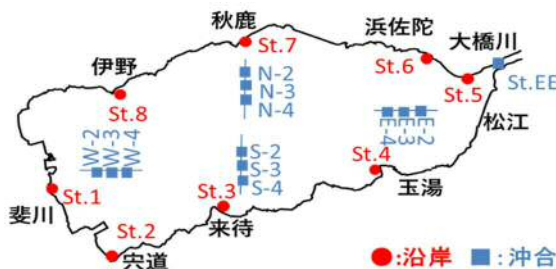 秋鹿
浜佐陀
大橋川
St.7
St.6
St.EE
伊野
N-2
N-3
N-4
St.5
St.8
松江
W-2
W-3
W-4
S-2
S-3
S-4
E-4
E-3
E-2
St.4
St.1
St.3
玉湯
斐川
来待
St.2
宍道
●:沿岸 ■:沖合